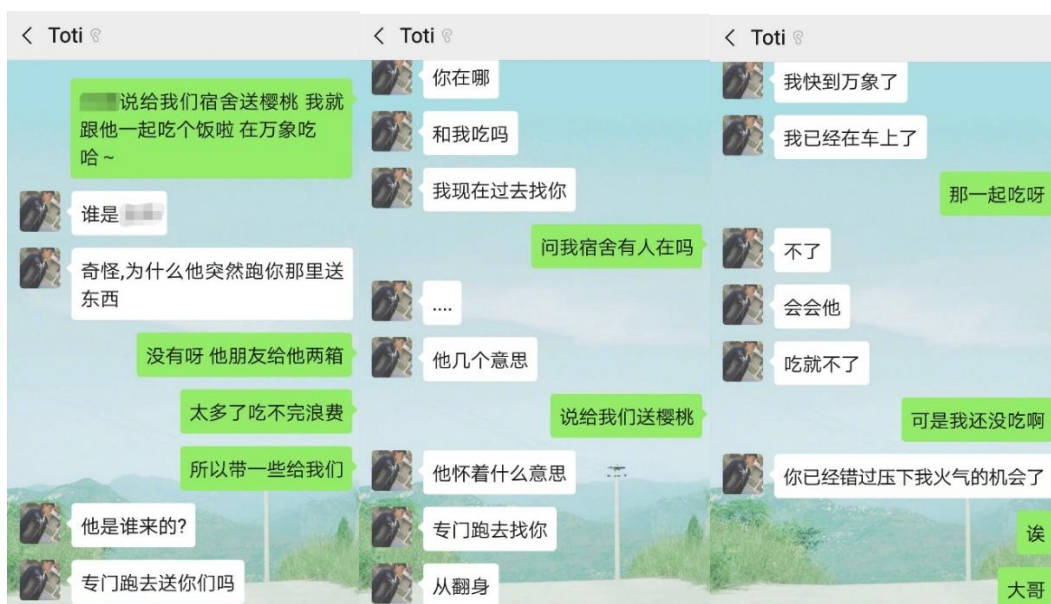 Toti
说给我们宿舍送樱桃 我就
跟他一起吃个饭啦 在万象吃
哈~
谁是
奇怪,为什么他突然跑你那里送
东西
没有呀 他朋友给他两箱
太多了吃不完浪费
所以带一些给我们
他是谁来的?
专门跑去送你们吗
Toti
你在哪
和我吃吗
我现在过去找你
问我宿舍有人在吗
....
他几个意思
说给我们送樱桃
他怀着什么意思
专门跑去找你
从翻身
Toti
我快到万象了
我已经在车上了
那一起吃呀
不了
会会他
吃就不了
可是我还没吃啊
你已经错过压下我火气的机会了
诶
大哥